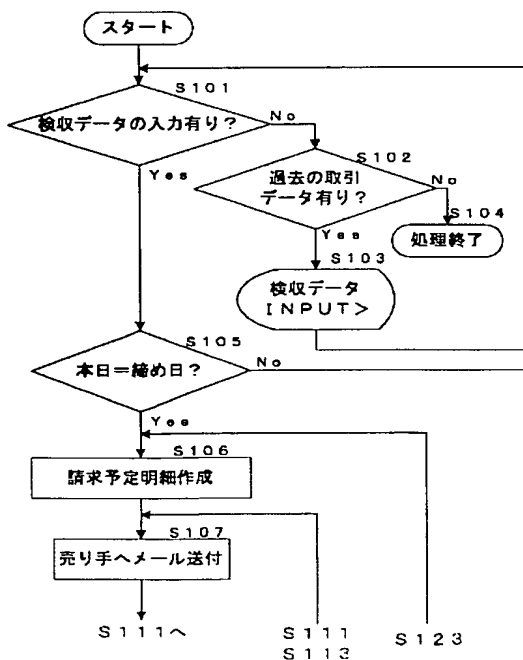 スタート
S101
検収データの入力有り?
No
Yes
S102
過去の取引
データ有り?
No
Yes
S104
処理終了
S103
検収データ
INPUT>
S105
本日=締め日?
No
Yes
S106
請求予定明細作成
S107
売り手へメール送付
S111へ
S111
S113
S123